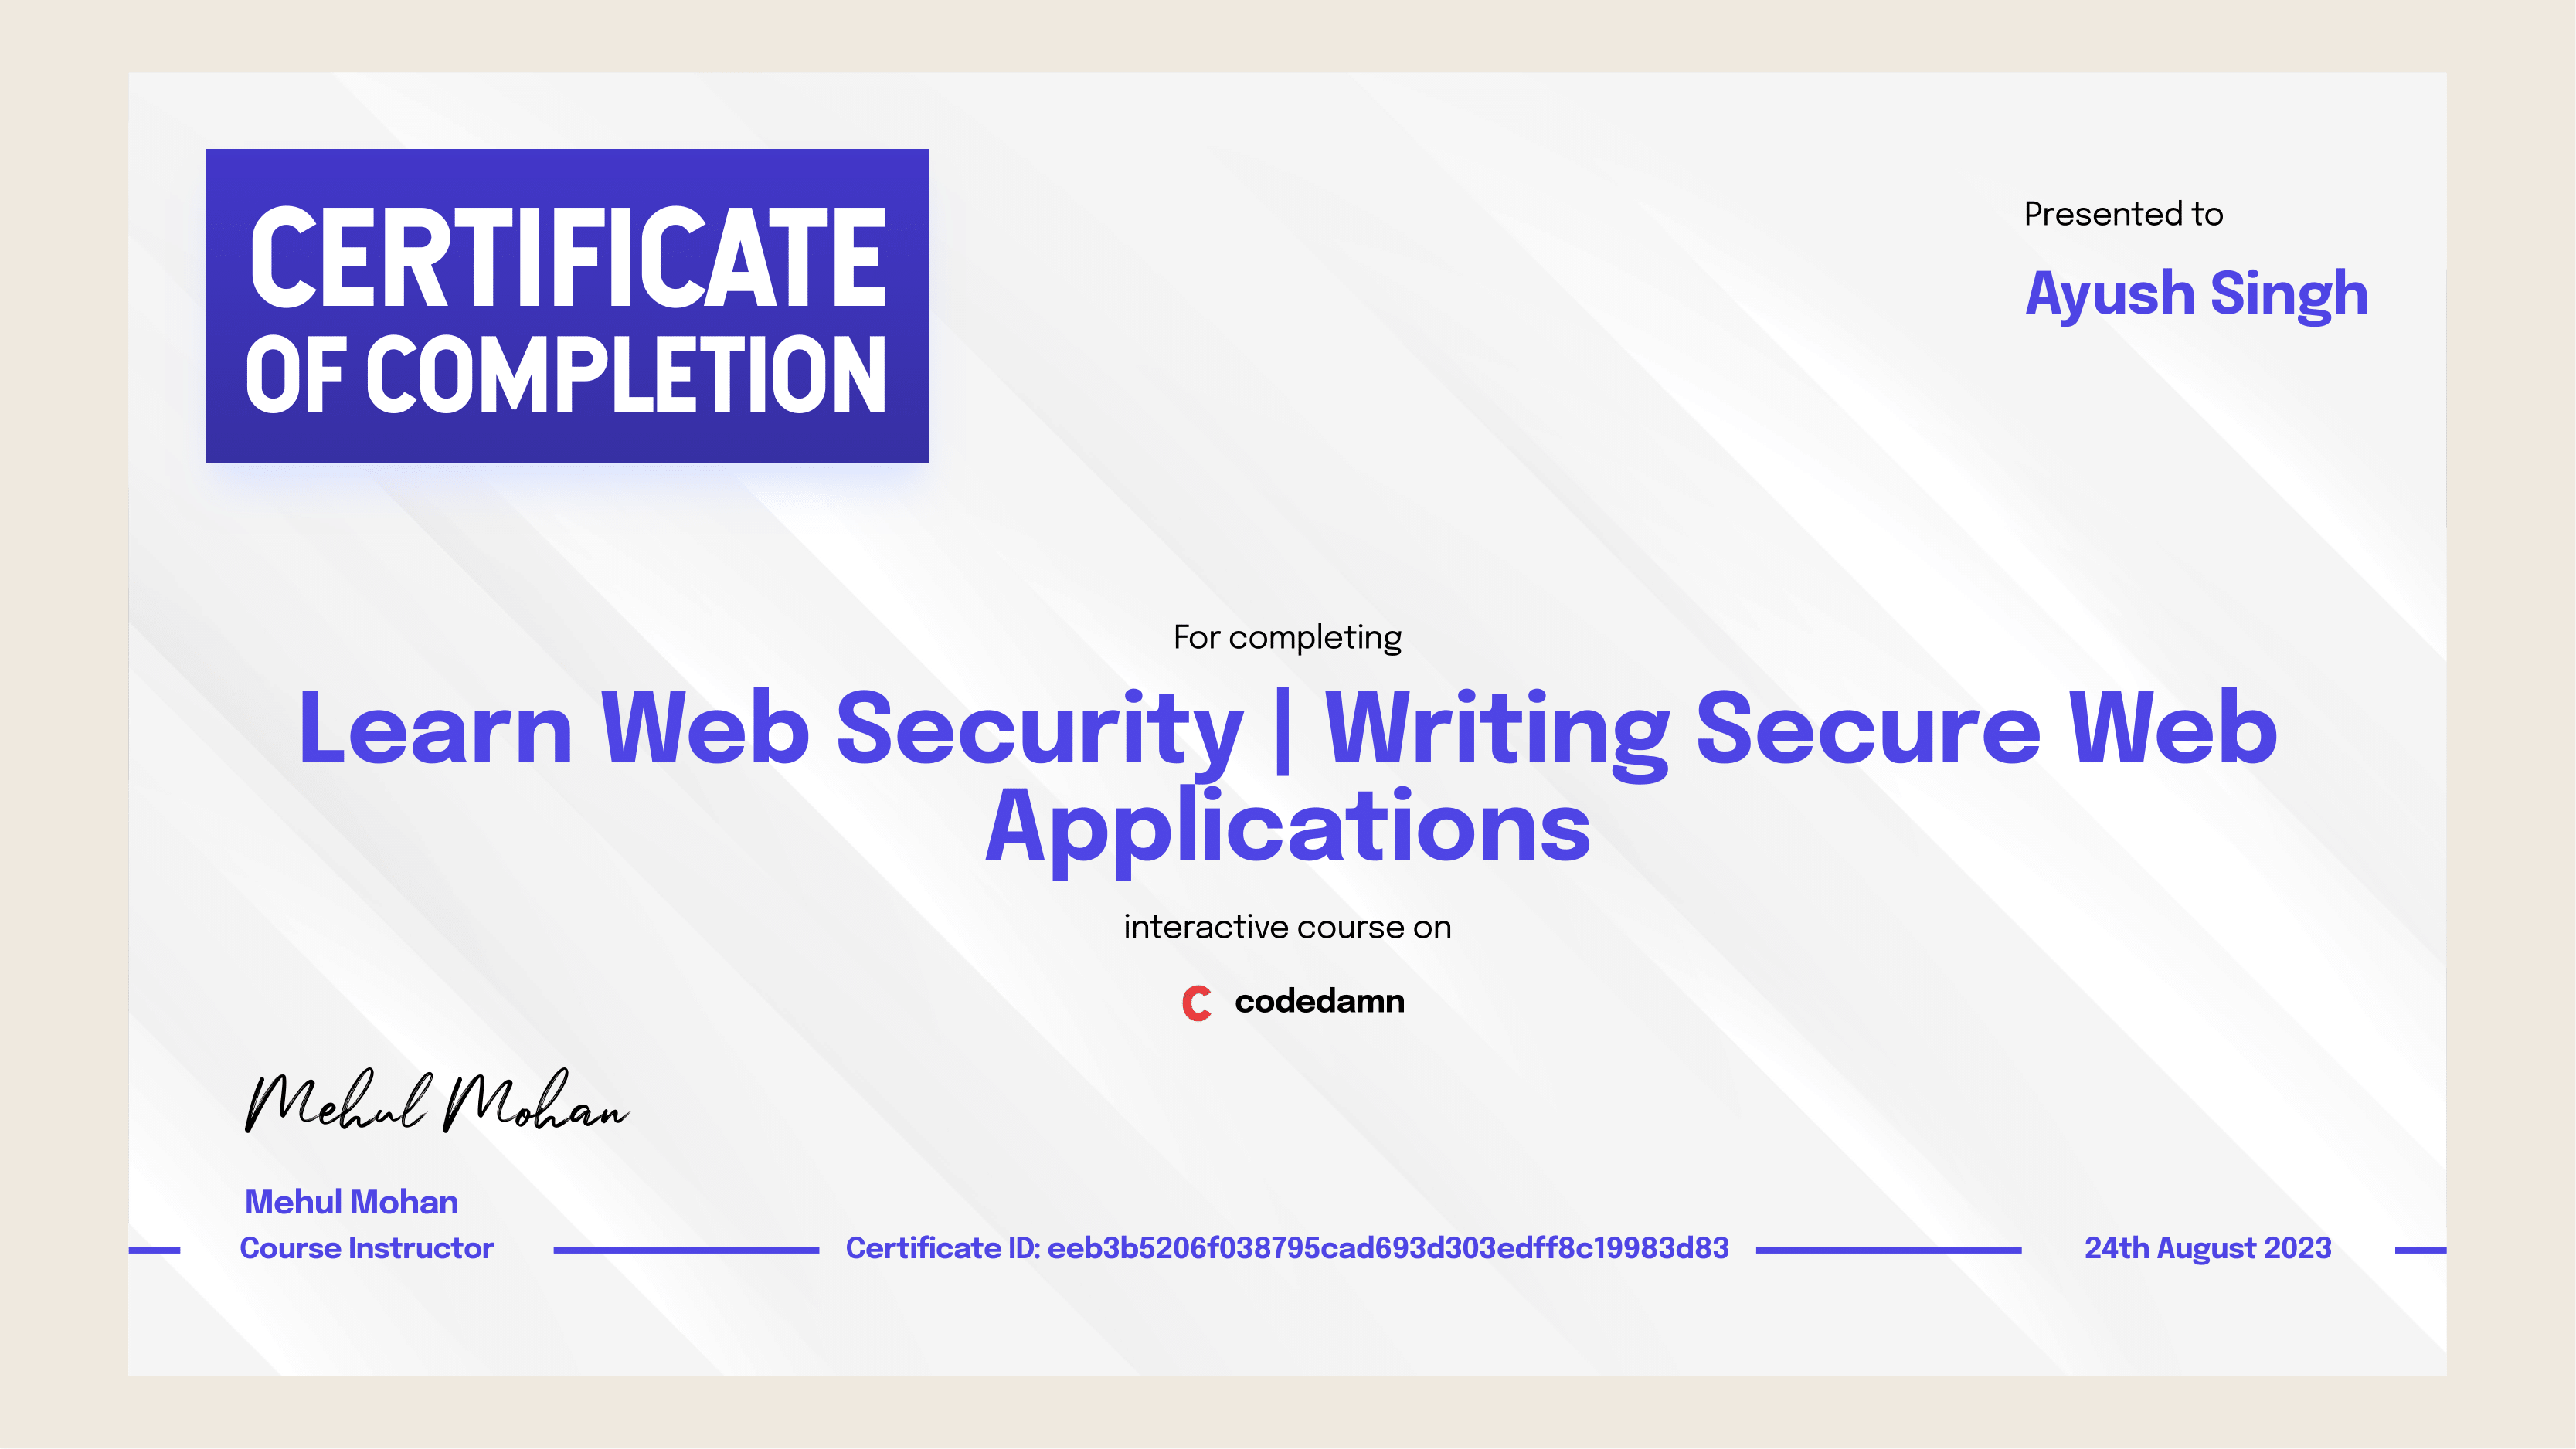 CERTIFICATE
OF COMPLETION
Presented to
Ayush Singh
For completing
Learn Web Security | Writing Secure Web
Applications
interactive course on
codedamn
Mehul Mohan
Mehul Mohan
Course Instructor
Certificate ID: eeb3b5206f038795cad693d303edff8c19983d83
24th August 2023